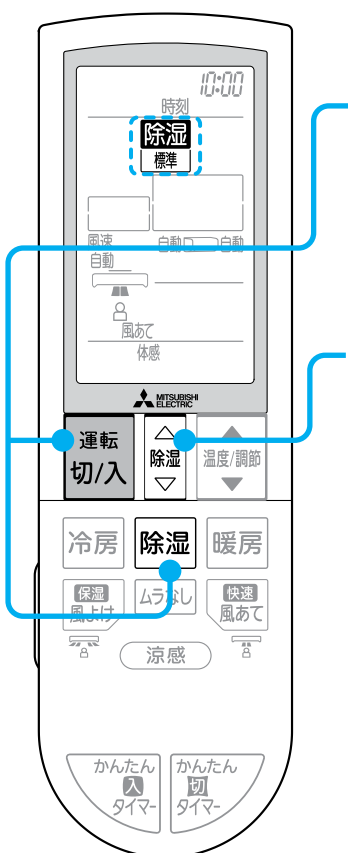 10:00
時刻
除湿
標準
風速 自動 自動
自動
風あて
体感
MITSUBISHI
ELECTRIC
運転
切/入
除湿
温度/調節
冷房 除湿 暖房
保湿
風よけ
ムラなし
快速
風あて
涼感
かんたん
入
タイマー
かんたん
切
タイマー